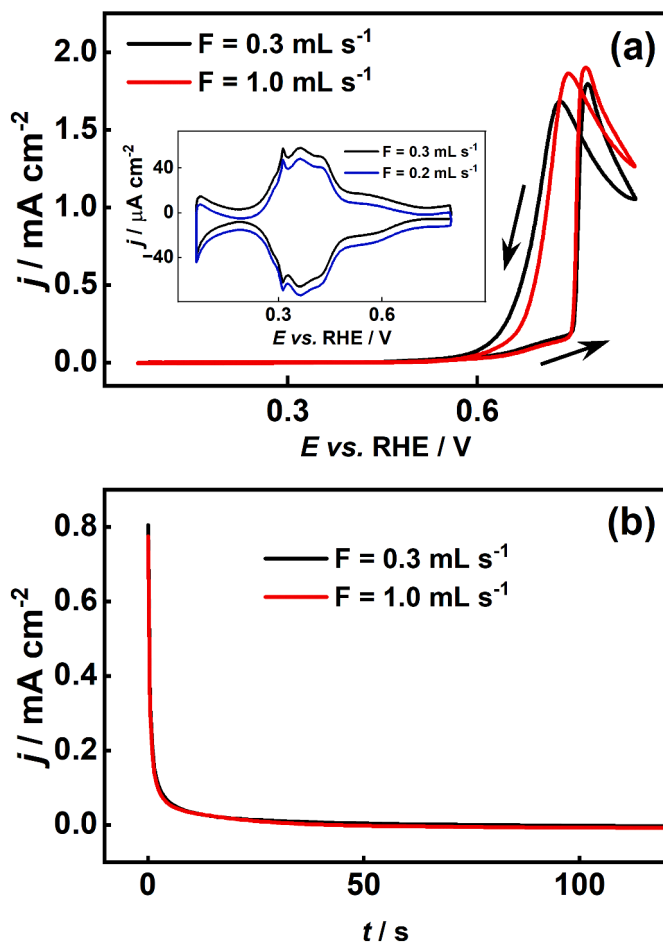 (a)
F = 0.3 mL s⁻¹
F = 1.0 mL s⁻¹
2.0
1.5
1.0
0.5
0.0
j / mA cm⁻²
0.3
0.6
E vs. RHE / V
F = 0.3 mL s⁻¹
F = 0.2 mL s⁻¹
40
0
−40
j / μA cm⁻²
0.3
0.6
E vs. RHE / V
(b)
F = 0.3 mL s⁻¹
F = 1.0 mL s⁻¹
0.8
0.6
0.4
0.2
0.0
j / mA cm⁻²
0
50
100
t / s